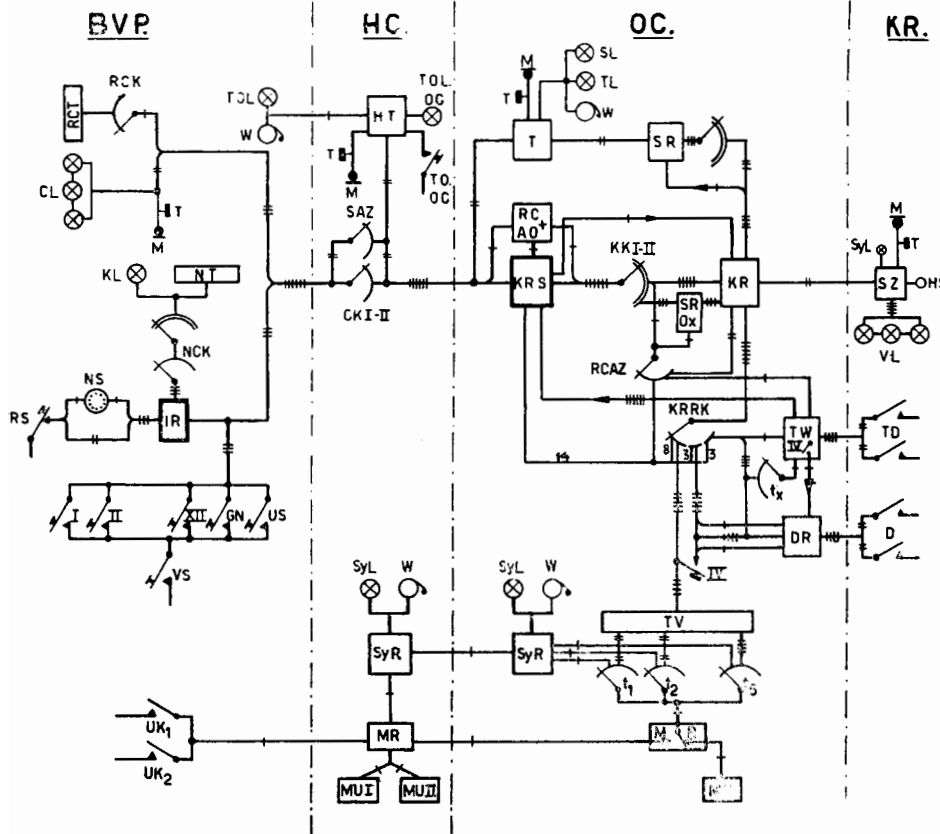 BVP.
HC.
OC.
KR.
RCK
RCT
CL
T
M
KL
NT
NCK
NS
RS
IR
I
II
XII
GN
US
VS
UK1
UK2
TOL
W
HT
TOL.
OC
T
M
TO.
OC
SAZ
CKI-II
SyL
W
SyR
MR
MUI
MUII
M
T
SL
TL
W
T
SR
RC
AO+
KRS
KKI-II
KR
SR
Ox
RCAZ
KRRK
8
3
3
14
TW
IV
tx
DR
IV
TV
SyL
W
SyR
t1
t2
M
M
T
SyL
SZ
OHS
VL
TD
D